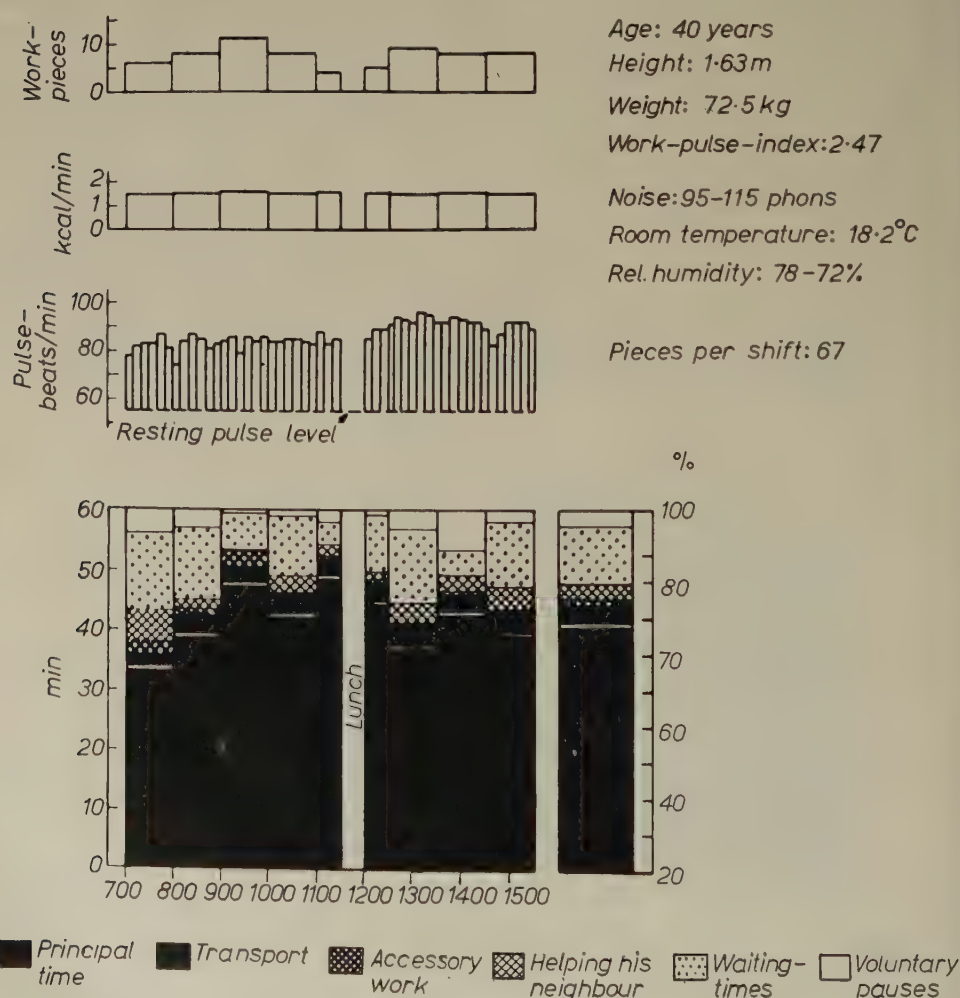 Work-
pieces
10
0
kcal/min
2
1
0
Pulse-
beats/min
100
80
60
Resting pulse level
Age: 40 years
Height: 1·63m
Weight: 72·5kg
Work-pulse-index:2·47
Noise:95-115 phons
Room temperature: 18·2°C
Rel. humidity: 78-72%
Pieces per shift: 67
%
min
60
50
40
30
20
10
0
Lunch
100
80
70
60
40
20
700 800 900 1000 1100 1200 1300 1400 1500
Principal
time
Transport
Accessory
work
Helping his
neighbour
Waiting-
times
Voluntary
pauses